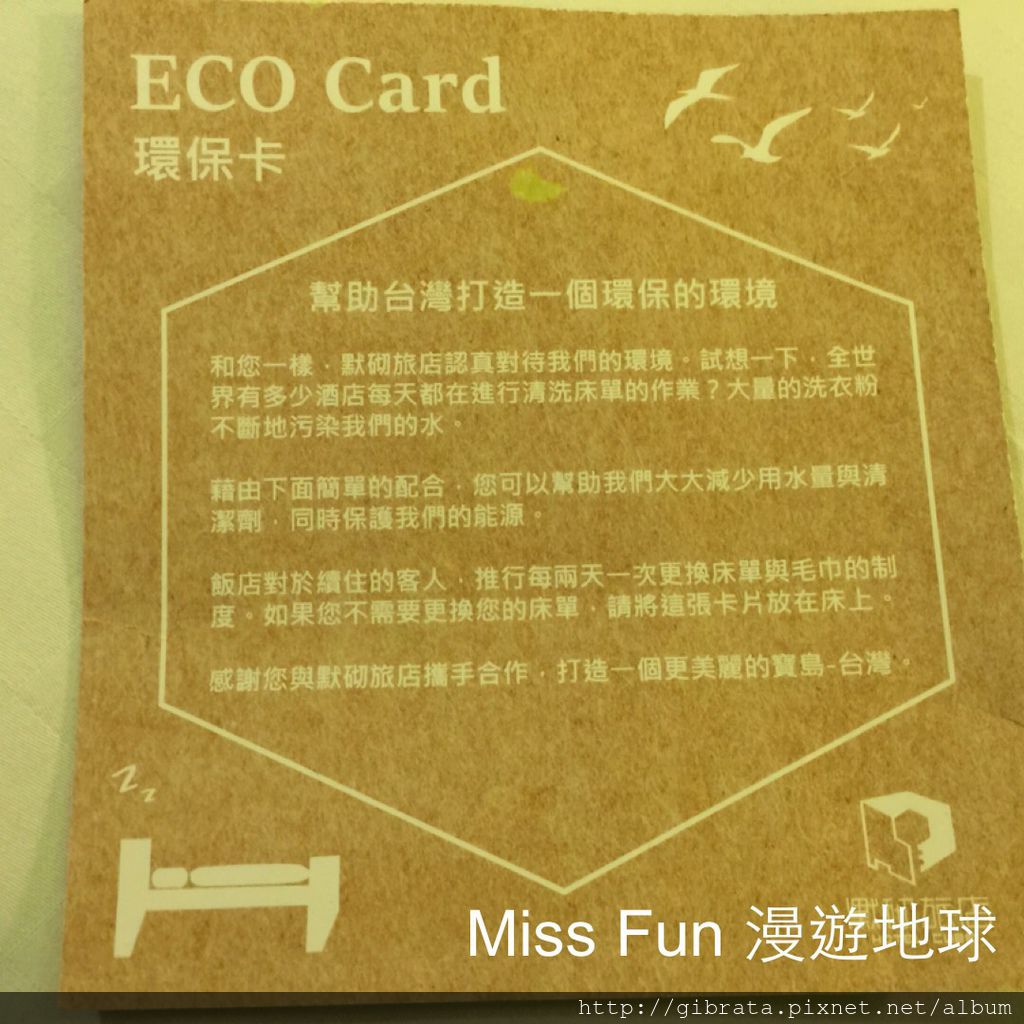 ECO Card
環保卡
幫助台灣打造一個環保的環境
和您一樣，默砌旅店認真對待我們的環境。試想一下，全世
界有多少酒店每天都在進行清洗床單的作業？大量的洗衣粉
不斷地污染我們的水。
藉由下面簡單的配合，您可以幫助我們大大減少用水量與清
潔劑，同時保護我們的能源。
飯店對於續住的客人，推行每兩天一次更換床單與毛巾的制
度。如果您不需要更換您的床單，請將這張卡片放在床上。
感謝您與默砌旅店攜手合作，打造一個更美麗的寶島-台灣。
zz
Miss Fun 漫遊地球
http://gibrata.pixnet.net/album